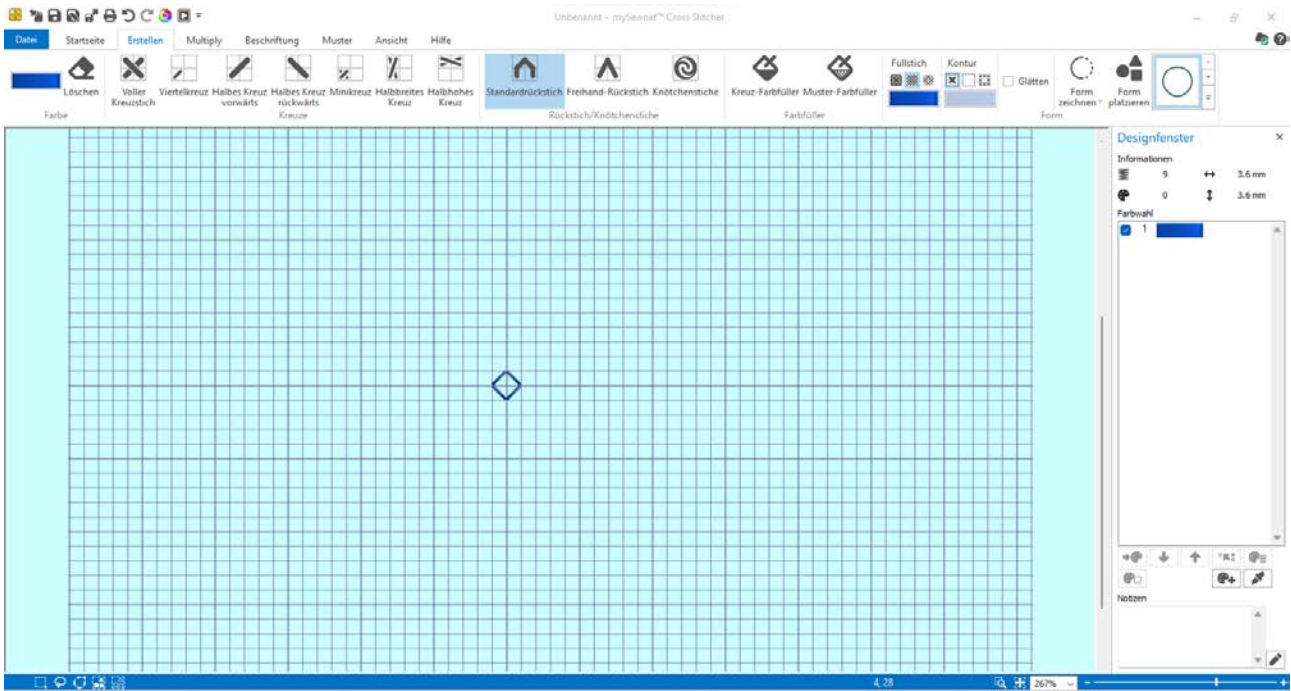 Unbenannt - mySewnet™ Cross Stitcher
Datei Startseite Erstellen Multiply Beschriftung Muster Ansicht Hilfe
Füllstich Kontur
Glätten
Löschen Voller Kreuzstich Viertelkreuz Halbes Kreuz vorwärts Halbes Kreuz rückwärts Minikreuz Halbbreites Kreuz Halbhohes Kreuz Standardrückstich Freihand-Rückstich Knötchenstiche Kreuz-Farbfüller Muster-Farbfüller Form zeichnen Form platzieren
Farbe Kreuze Rückstich/Knötchenstiche Farbfüller Form
Designfenster
Informationen
9 3.6 mm
0 3.6 mm
Farbwahl
1
Notizen
4, 28 267%